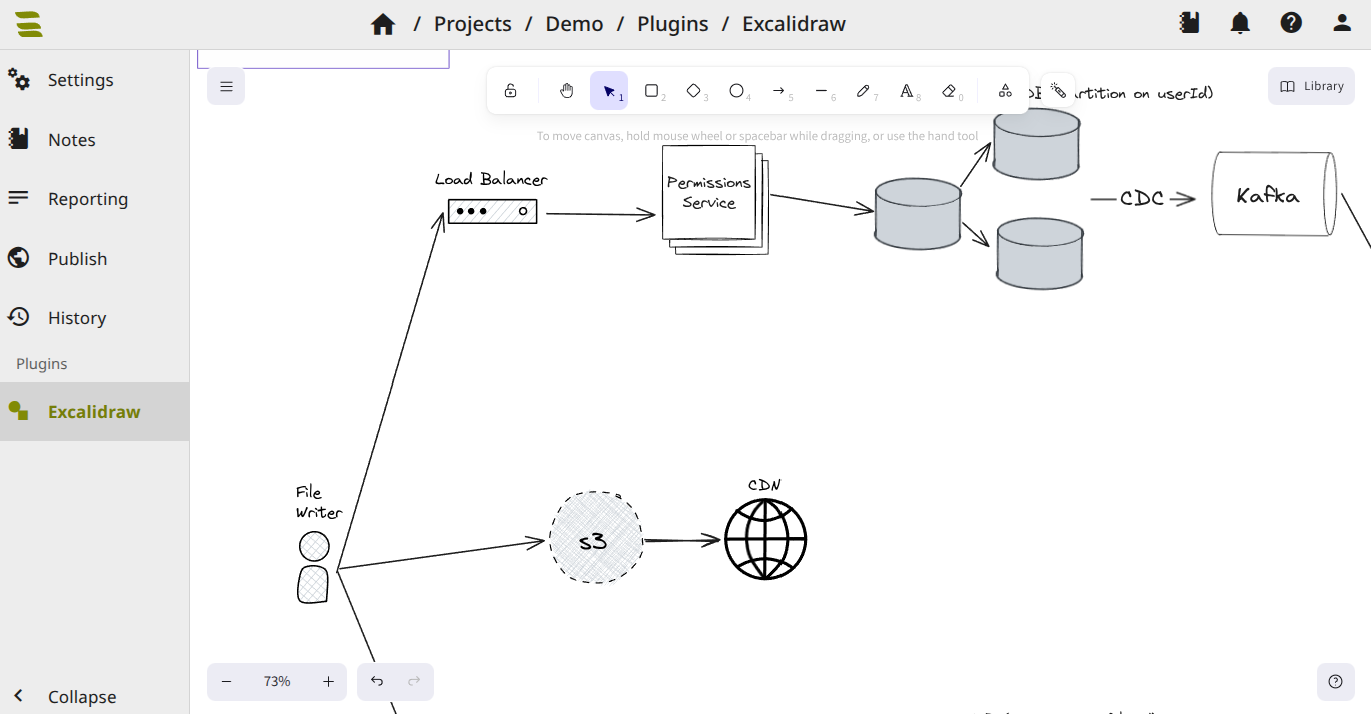 / Projects / Demo / Plugins / Excalidraw
Settings
Notes
Reporting
Publish
History
Plugins
Excalidraw
Collapse
1
2
3
4
5
6
7
8
0
Library
To move canvas, hold mouse wheel or spacebar while dragging, or use the hand tool
on userId)
Load Balancer
Permissions
Service
CDC
Kafka
File
Writer
s3
CDN
73%